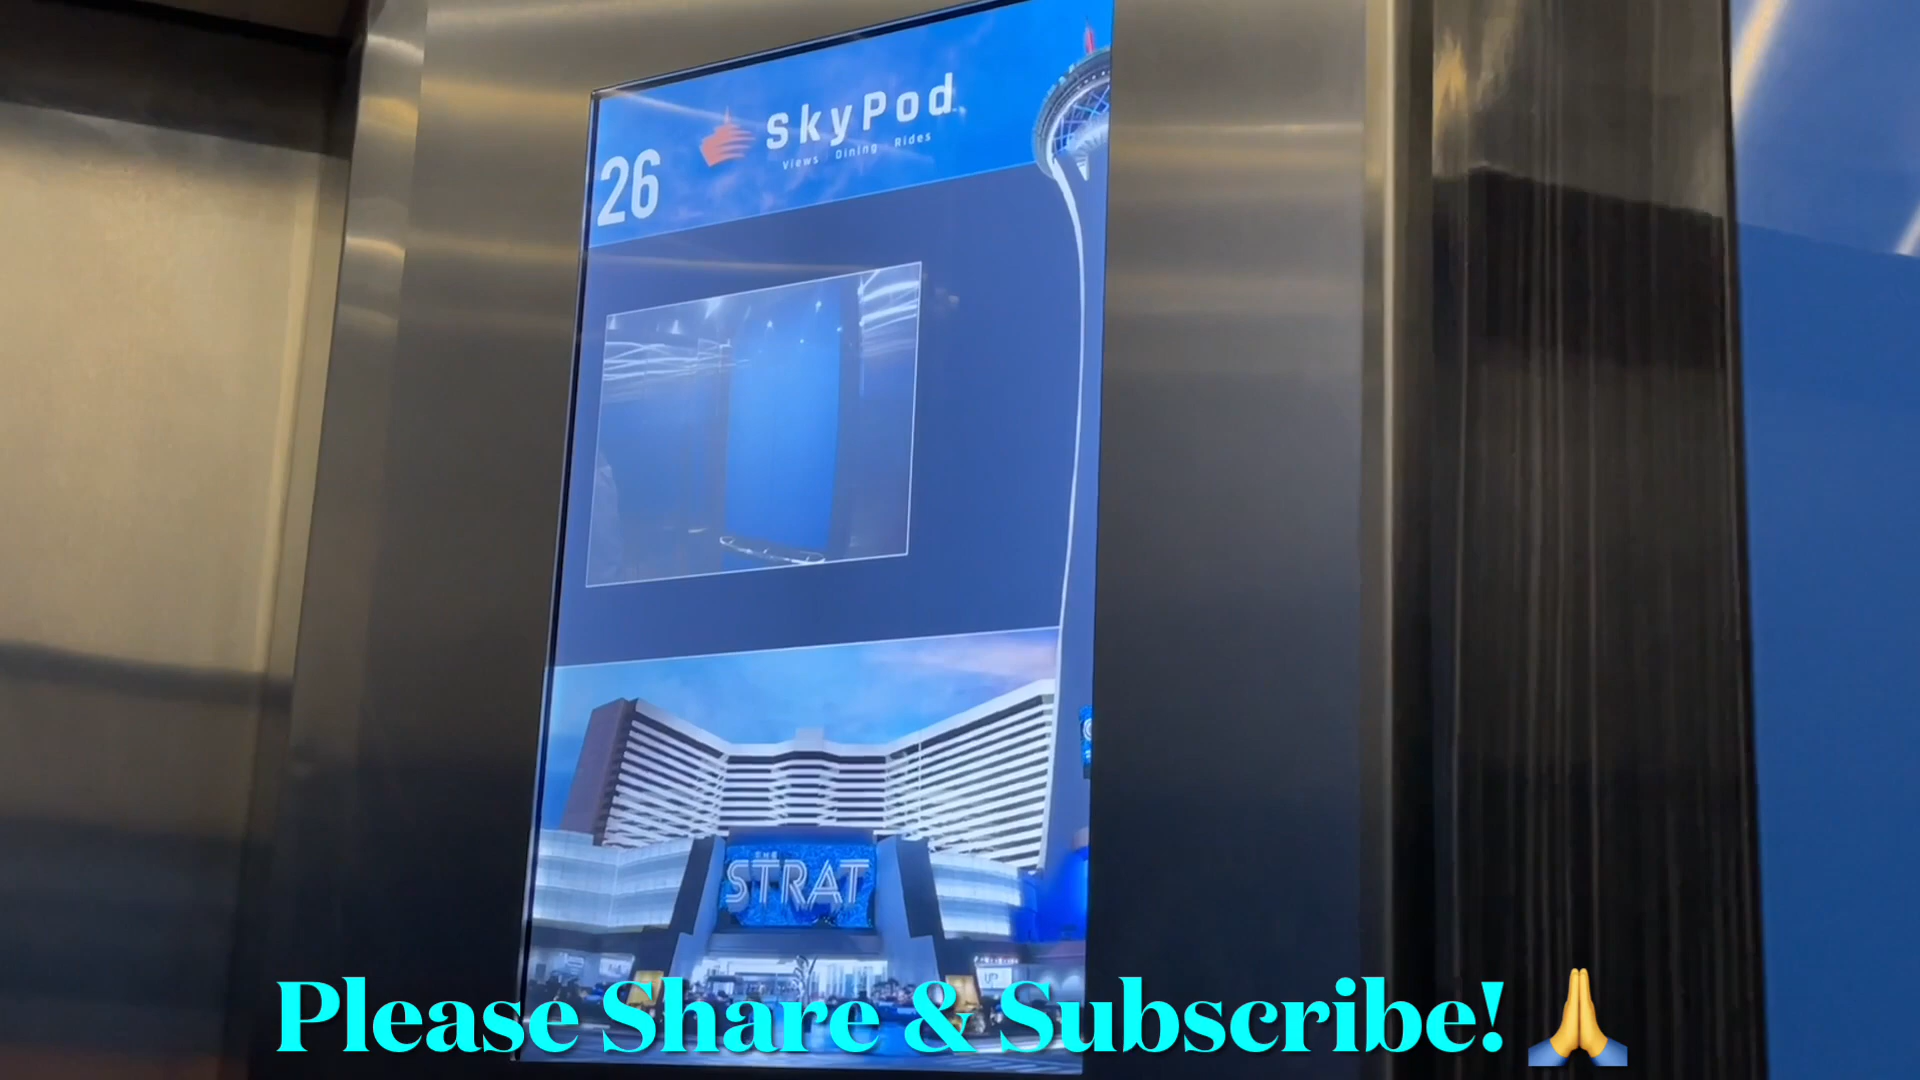 SkyPod
Views Dining Rides
26
THE
STRAT
Please Share & Subscribe! 🙏